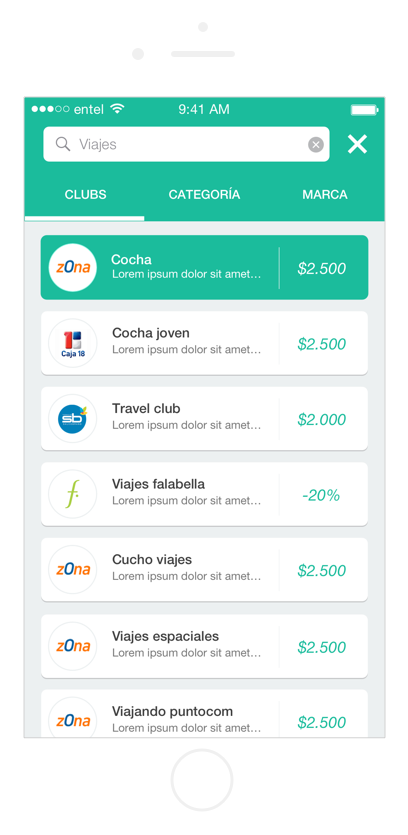 entel 9:41 AM
Viajes
CLUBS CATEGORÍA MARCA
zOna Cocha $2.500
Lorem ipsum dolor sit amet…
Caja 18 Cocha joven $2.500
Lorem ipsum dolor sit amet…
sb Travel club $2.000
Lorem ipsum dolor sit amet…
f. Viajes falabella -20%
Lorem ipsum dolor sit amet…
zOna Cucho viajes $2.500
Lorem ipsum dolor sit amet…
zOna Viajes espaciales $2.500
Lorem ipsum dolor sit amet…
zOna Viajando puntocom $2.500
Lorem ipsum dolor sit amet…